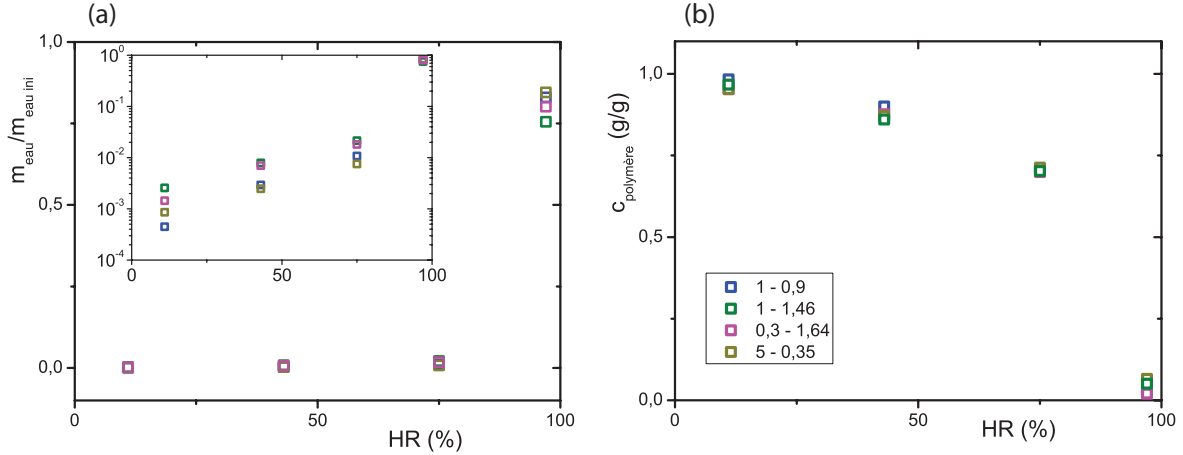 (a)
1,0
0,5
0,0
0
50
100
HR (%)
m_eau/m_eau ini
10^0
10^-1
10^-2
10^-3
10^-4
0
50
100
(b)
1,0
0,5
0,0
0
50
100
HR (%)
c_polymère (g/g)
1 - 0,9
1 - 1,46
0,3 - 1,64
5 - 0,35